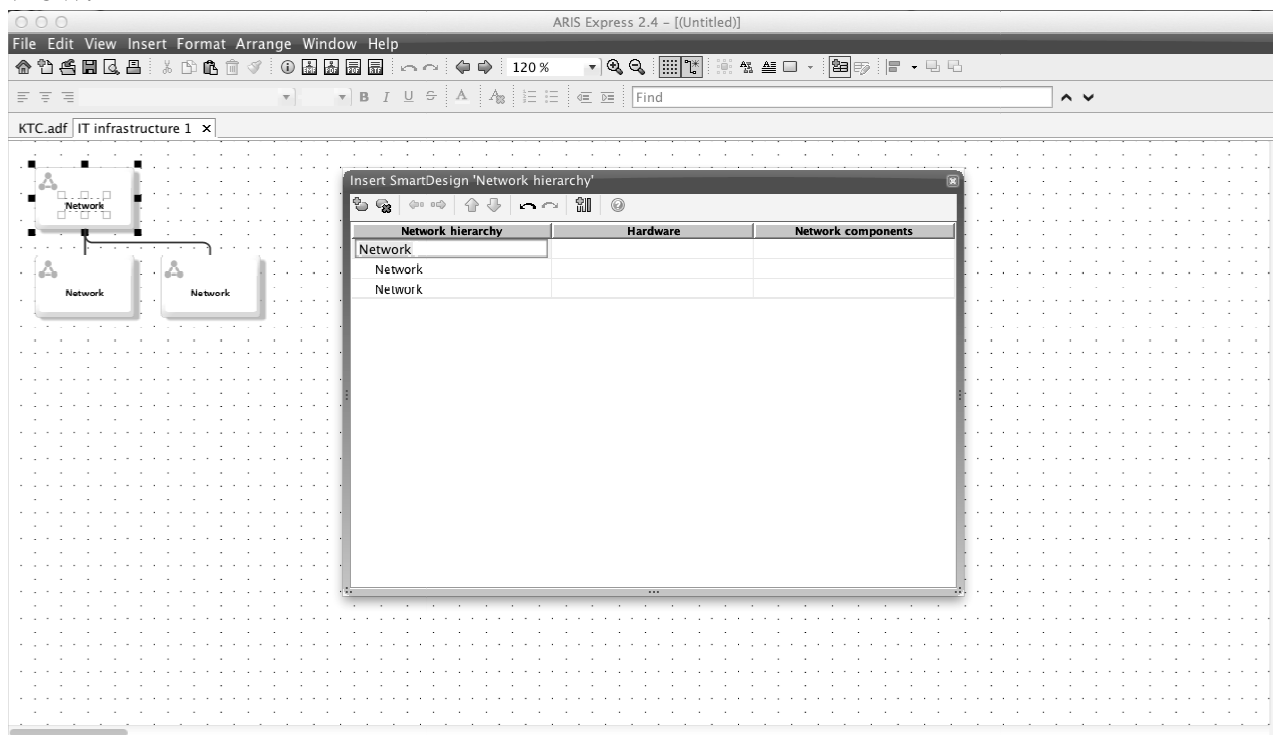 ARIS Express 2.4 – [(Untitled)]
File Edit View Insert Format Arrange Window Help
120 %
B I U S A Find
KTC.adf IT infrastructure 1 ×
Network
Network Network
Insert SmartDesign 'Network hierarchy'
Network hierarchy Hardware Network components
Network
Network
Network